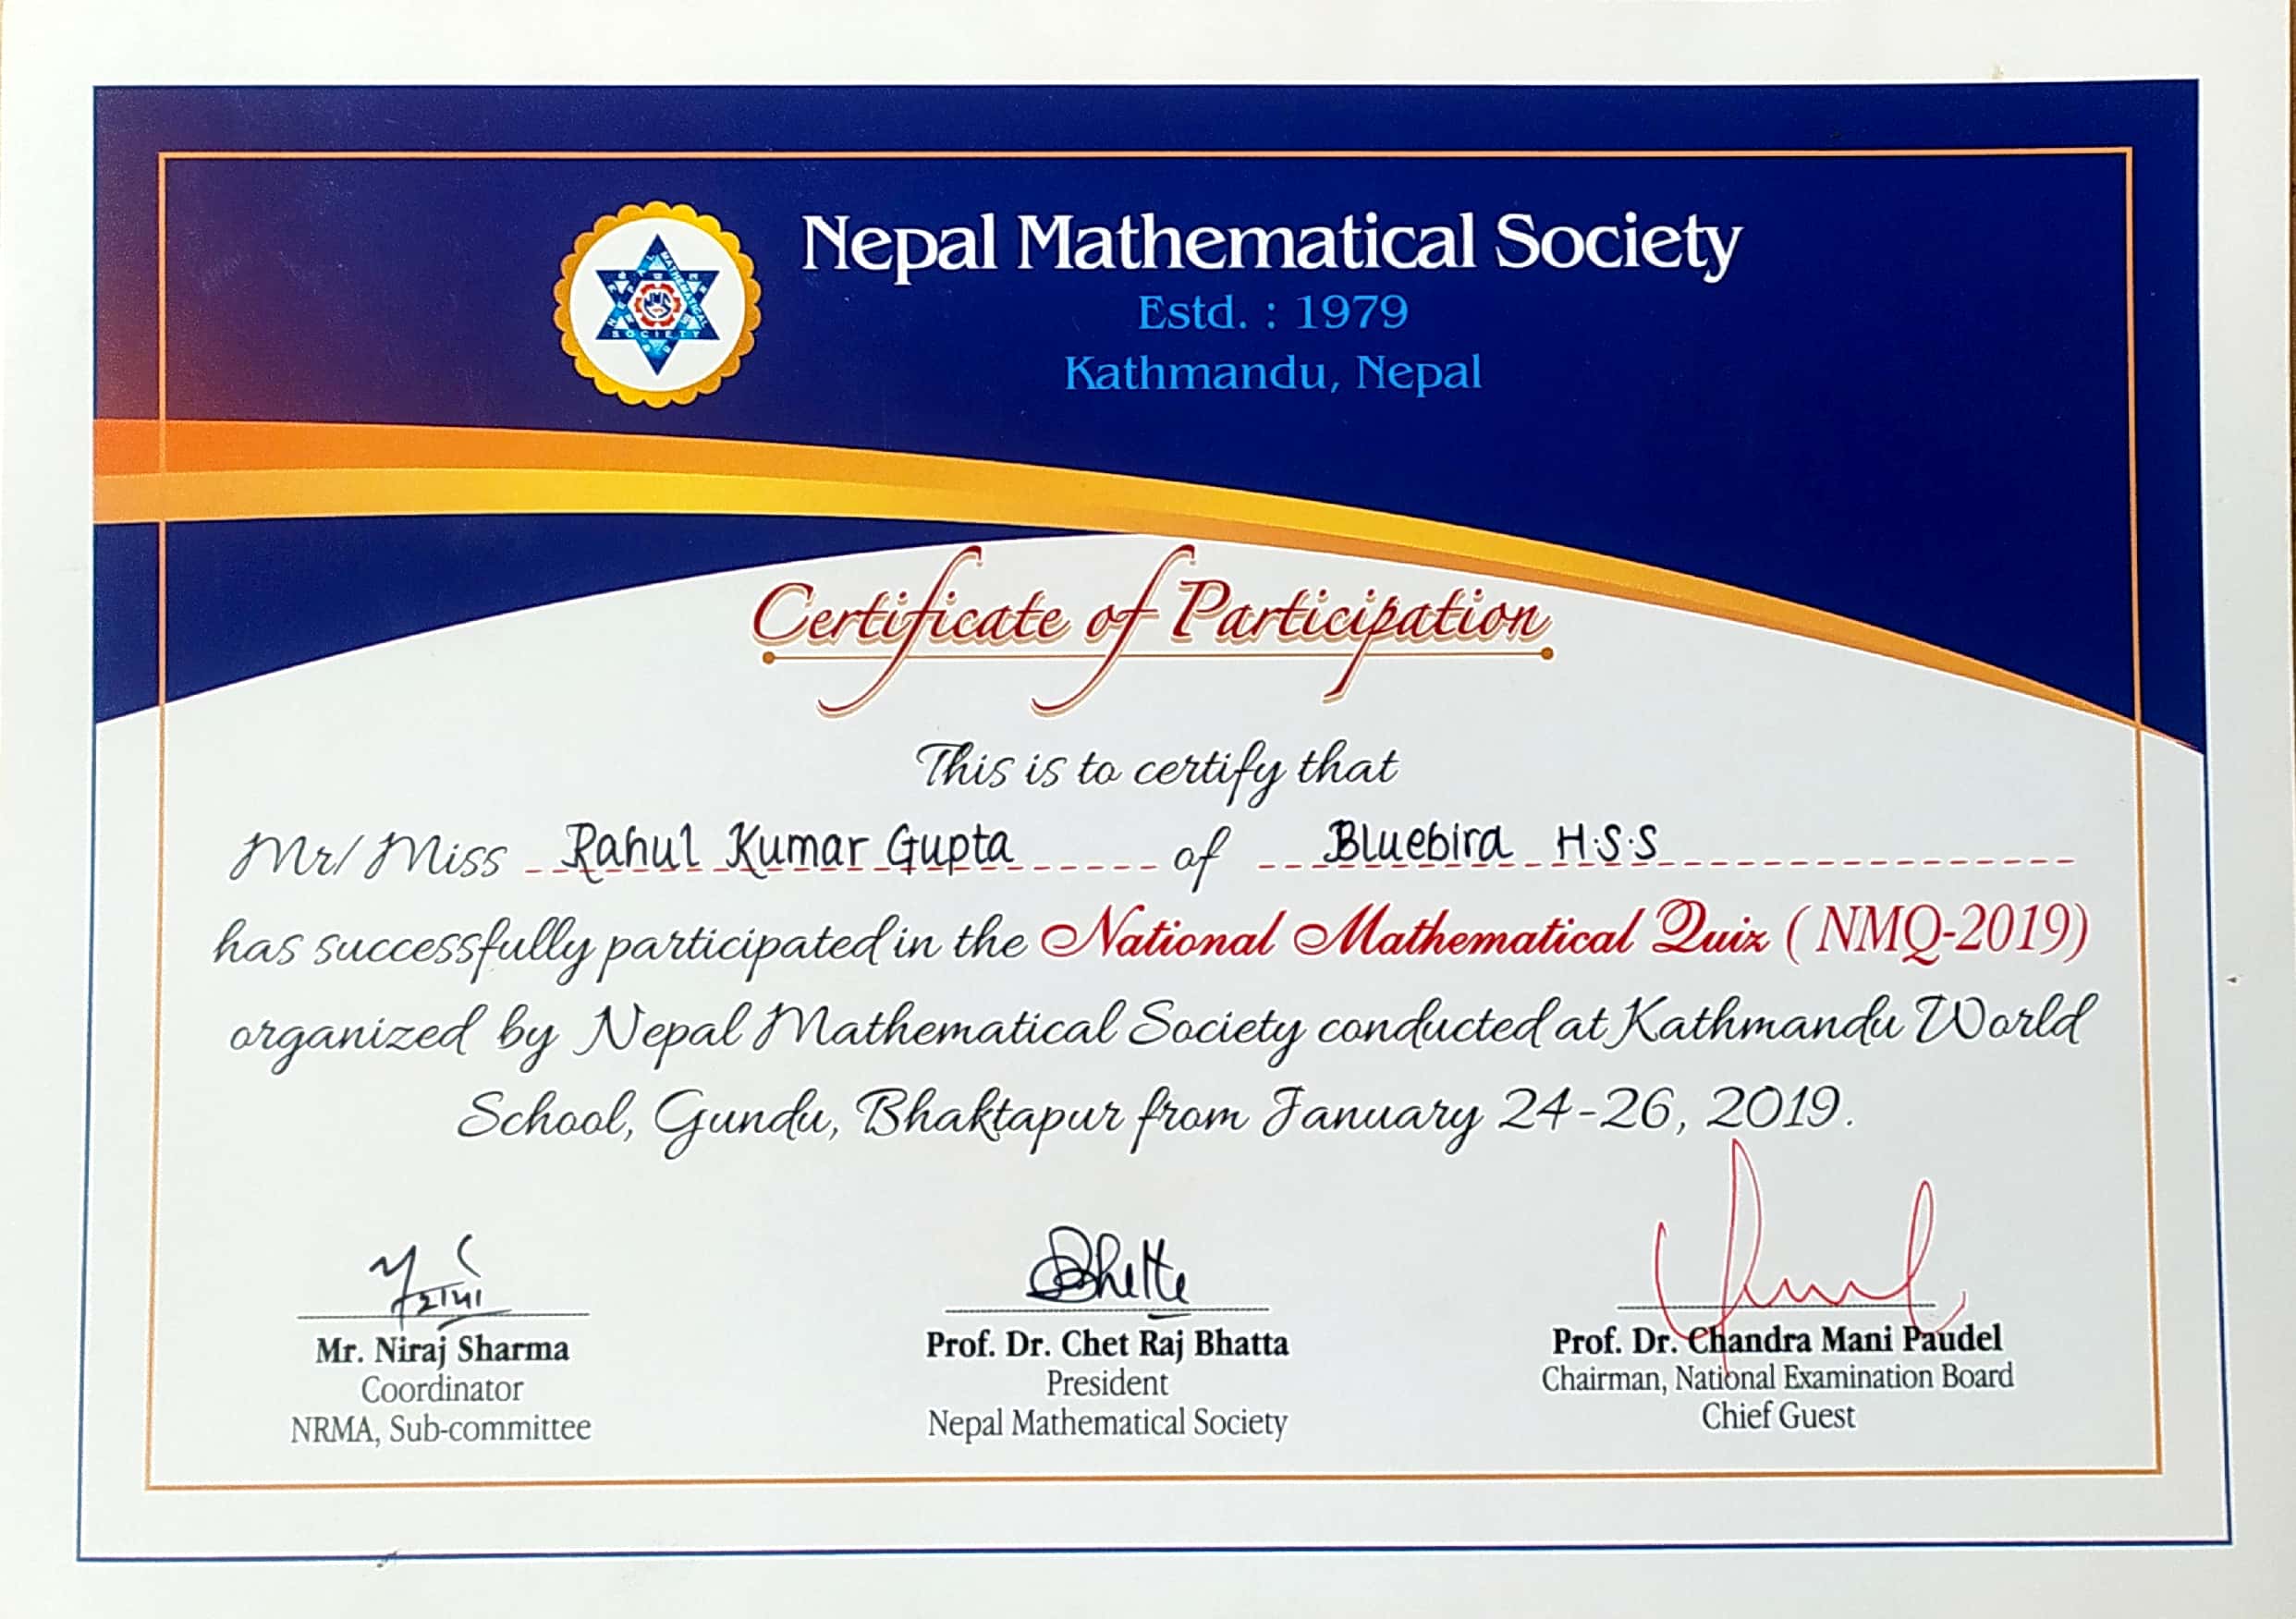 Nepal Mathematical Society
Estd. : 1979
Kathmandu, Nepal
Certificate of Participation
This is to certify that
Mr/Miss Rahul Kumar Gupta of Bluebird H.S.S
has successfully participated in the National Mathematical Quiz (NMQ-2019)
organized by Nepal Mathematical Society conducted at Kathmandu World
School, Gundu, Bhaktapur from January 24-26, 2019.
Mr. Niraj Sharma
Coordinator
NRMA, Sub-committee
Prof. Dr. Chet Raj Bhatta
President
Nepal Mathematical Society
Prof. Dr. Chandra Mani Paudel
Chairman, National Examination Board
Chief Guest